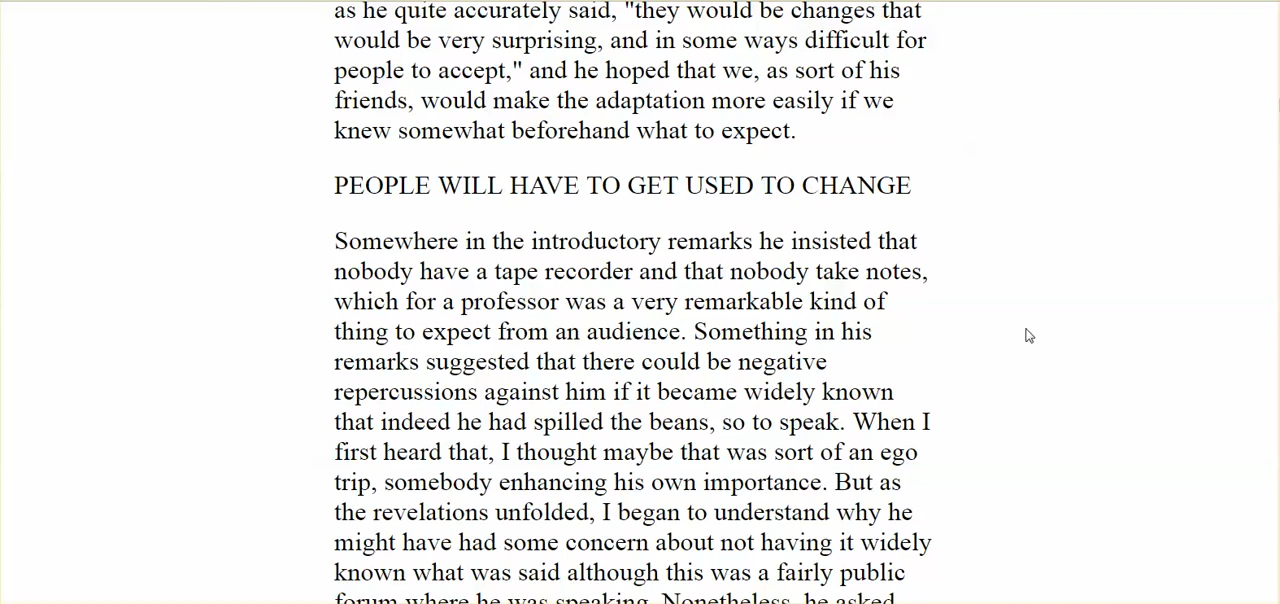 as he quite accurately said, "they would be changes that
would be very surprising, and in some ways difficult for
people to accept," and he hoped that we, as sort of his
friends, would make the adaptation more easily if we
knew somewhat beforehand what to expect.
PEOPLE WILL HAVE TO GET USED TO CHANGE
Somewhere in the introductory remarks he insisted that
nobody have a tape recorder and that nobody take notes,
which for a professor was a very remarkable kind of
thing to expect from an audience. Something in his
remarks suggested that there could be negative
repercussions against him if it became widely known
that indeed he had spilled the beans, so to speak. When I
first heard that, I thought maybe that was sort of an ego
trip, somebody enhancing his own importance. But as
the revelations unfolded, I began to understand why he
might have had some concern about not having it widely
known what was said although this was a fairly public
forum where he was speaking. Nonetheless, he asked